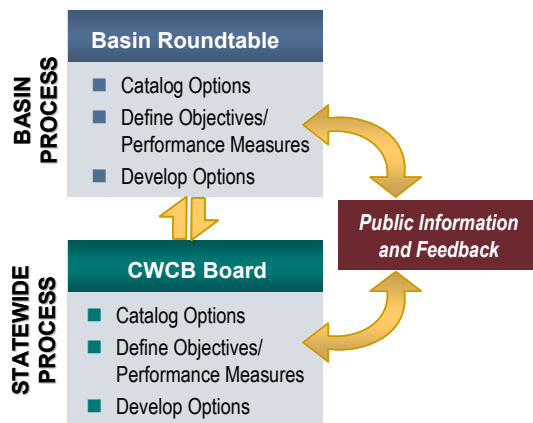 BASIN
PROCESS
Basin Roundtable
Catalog Options
Define Objectives/
Performance Measures
Develop Options
Public Information
and Feedback
STATEWIDE
PROCESS
CWCB Board
Catalog Options
Define Objectives/
Performance Measures
Develop Options